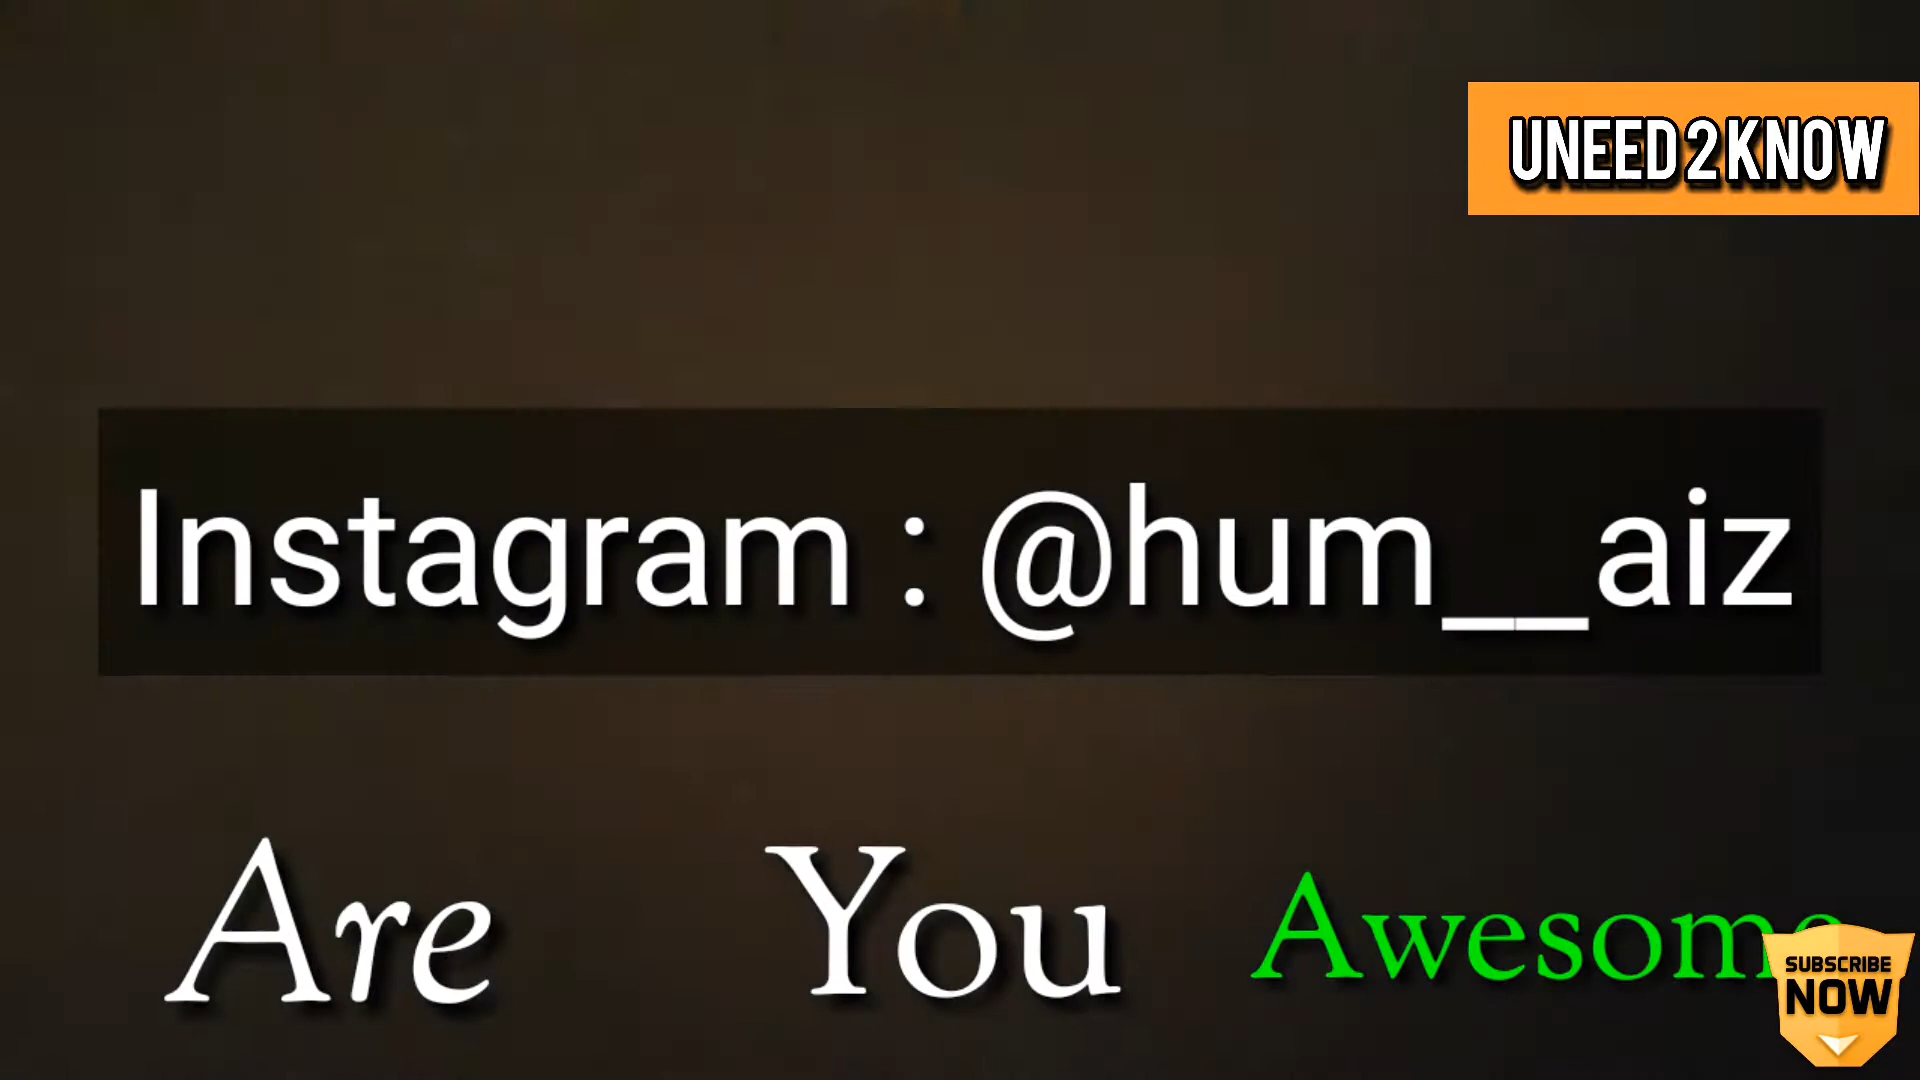 UNEED 2 KNOW
Instagram : @hum__aiz
Are You Awesome
SUBSCRIBE
NOW